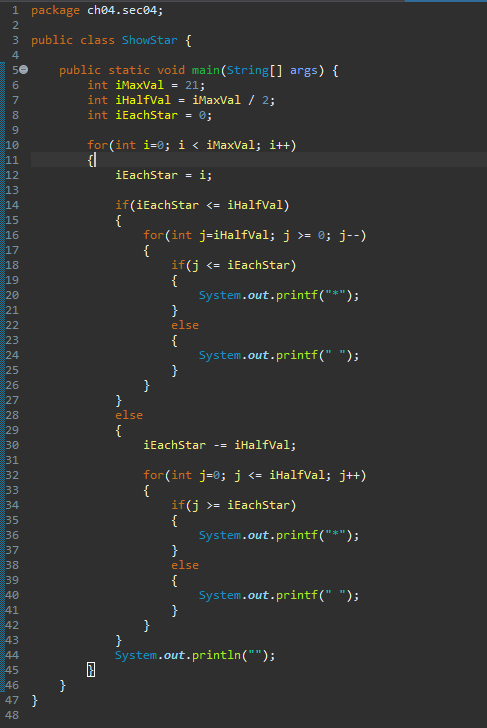 1 package ch04.sec04;
2
3 public class ShowStar {
4
5     public static void main(String[] args) {
6         int iMaxVal = 21;
7         int iHalfVal = iMaxVal / 2;
8         int iEachStar = 0;
9
10         for(int i=0; i < iMaxVal; i++)
11         {
12             iEachStar = i;
13
14             if(iEachStar <= iHalfVal)
15             {
16                 for(int j=iHalfVal; j >= 0; j--)
17                 {
18                     if(j <= iEachStar)
19                     {
20                         System.out.printf("*");
21                     }
22                     else
23                     {
24                         System.out.printf(" ");
25                     }
26                 }
27             }
28             else
29             {
30                 iEachStar -= iHalfVal;
31
32                 for(int j=0; j <= iHalfVal; j++)
33                 {
34                     if(j >= iEachStar)
35                     {
36                         System.out.printf("*");
37                     }
38                     else
39                     {
40                         System.out.printf(" ");
41                     }
42                 }
43             }
44             System.out.println("");
45         }
46     }
47 }
48